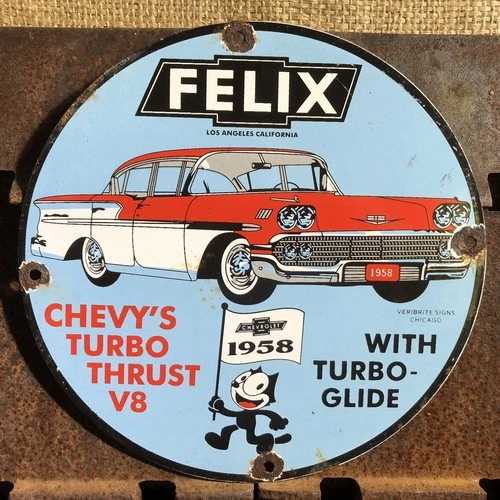 FELIX
LOS ANGELES CALIFORNIA
1958
VERIBRITE SIGNS
CHICAGO
CHEVY'S
TURBO
THRUST
V8
CHEVROLET
1958
WITH
TURBO-
GLIDE